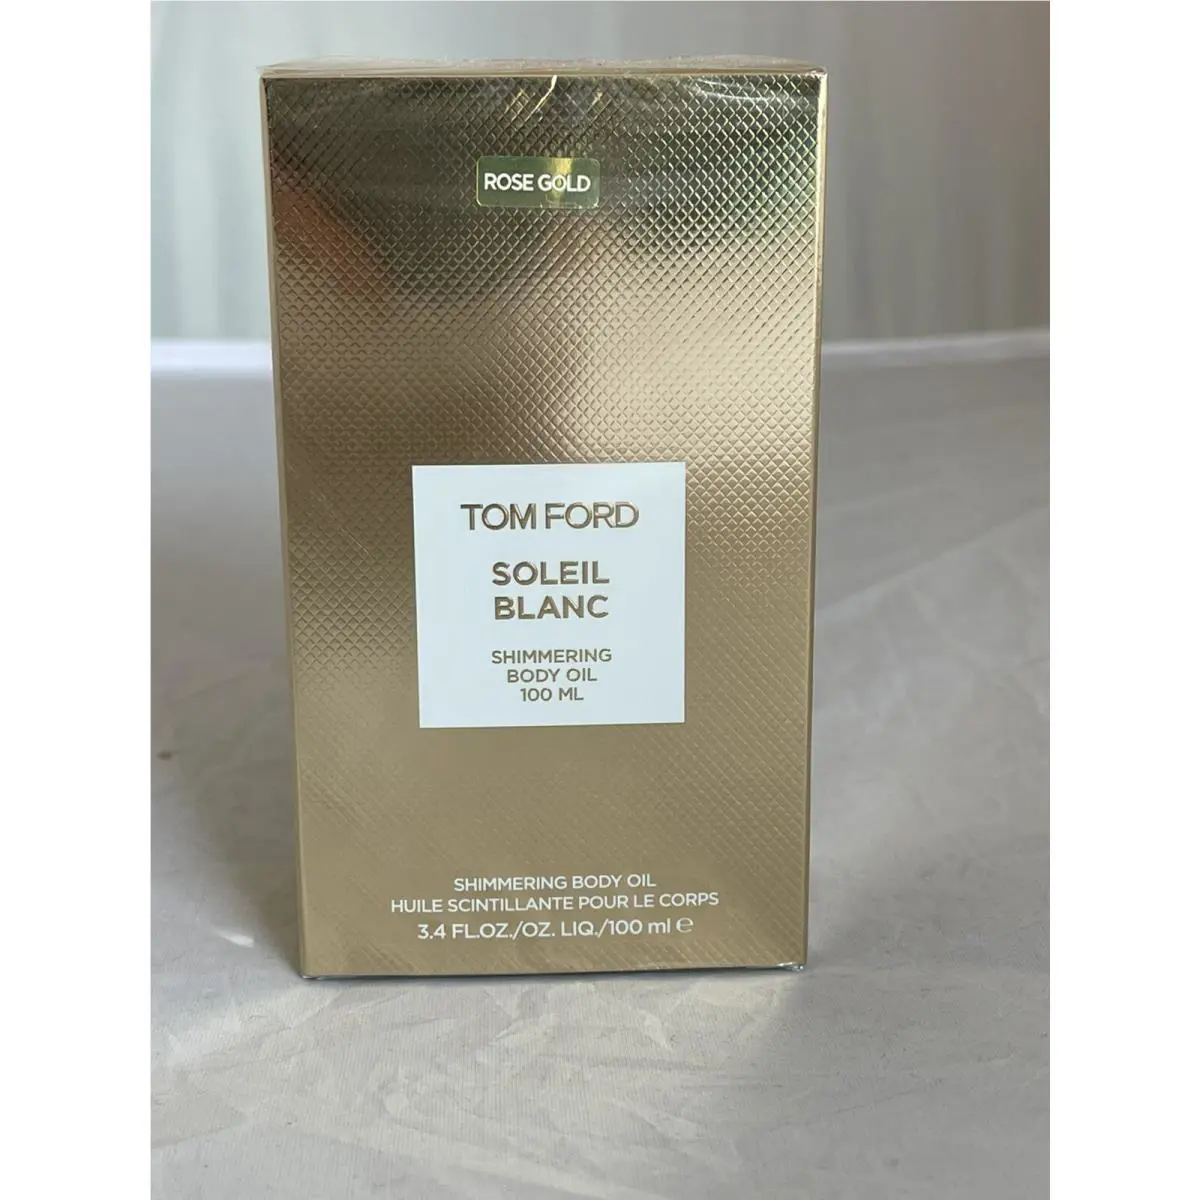 ROSE GOLD
TOM FORD
SOLEIL
BLANC
SHIMMERING
BODY OIL
100 ML
SHIMMERING BODY OIL
HUILE SCINTILLANTE POUR LE CORPS
3.4 FL.OZ./OZ. LIQ./100 ml ℮